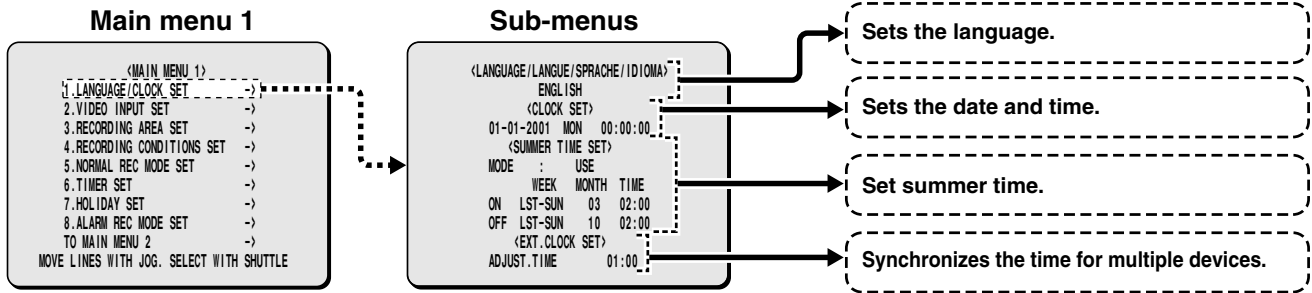 Main menu 1
<MAIN MENU 1>
1.LANGUAGE/CLOCK SET ->
2.VIDEO INPUT SET ->
3.RECORDING AREA SET ->
4.RECORDING CONDITIONS SET ->
5.NORMAL REC MODE SET ->
6.TIMER SET ->
7.HOLIDAY SET ->
8.ALARM REC MODE SET ->
TO MAIN MENU 2 ->
MOVE LINES WITH JOG. SELECT WITH SHUTTLE
Sub-menus
<LANGUAGE/LANGUE/SPRACHE/IDIOMA>
ENGLISH
<CLOCK SET>
01-01-2001 MON 00:00:00
<SUMMER TIME SET>
MODE : USE
WEEK MONTH TIME
ON LST-SUN 03 02:00
OFF LST-SUN 10 02:00
<EXT.CLOCK SET>
ADJUST.TIME 01:00
Sets the language.
Sets the date and time.
Set summer time.
Synchronizes the time for multiple devices.